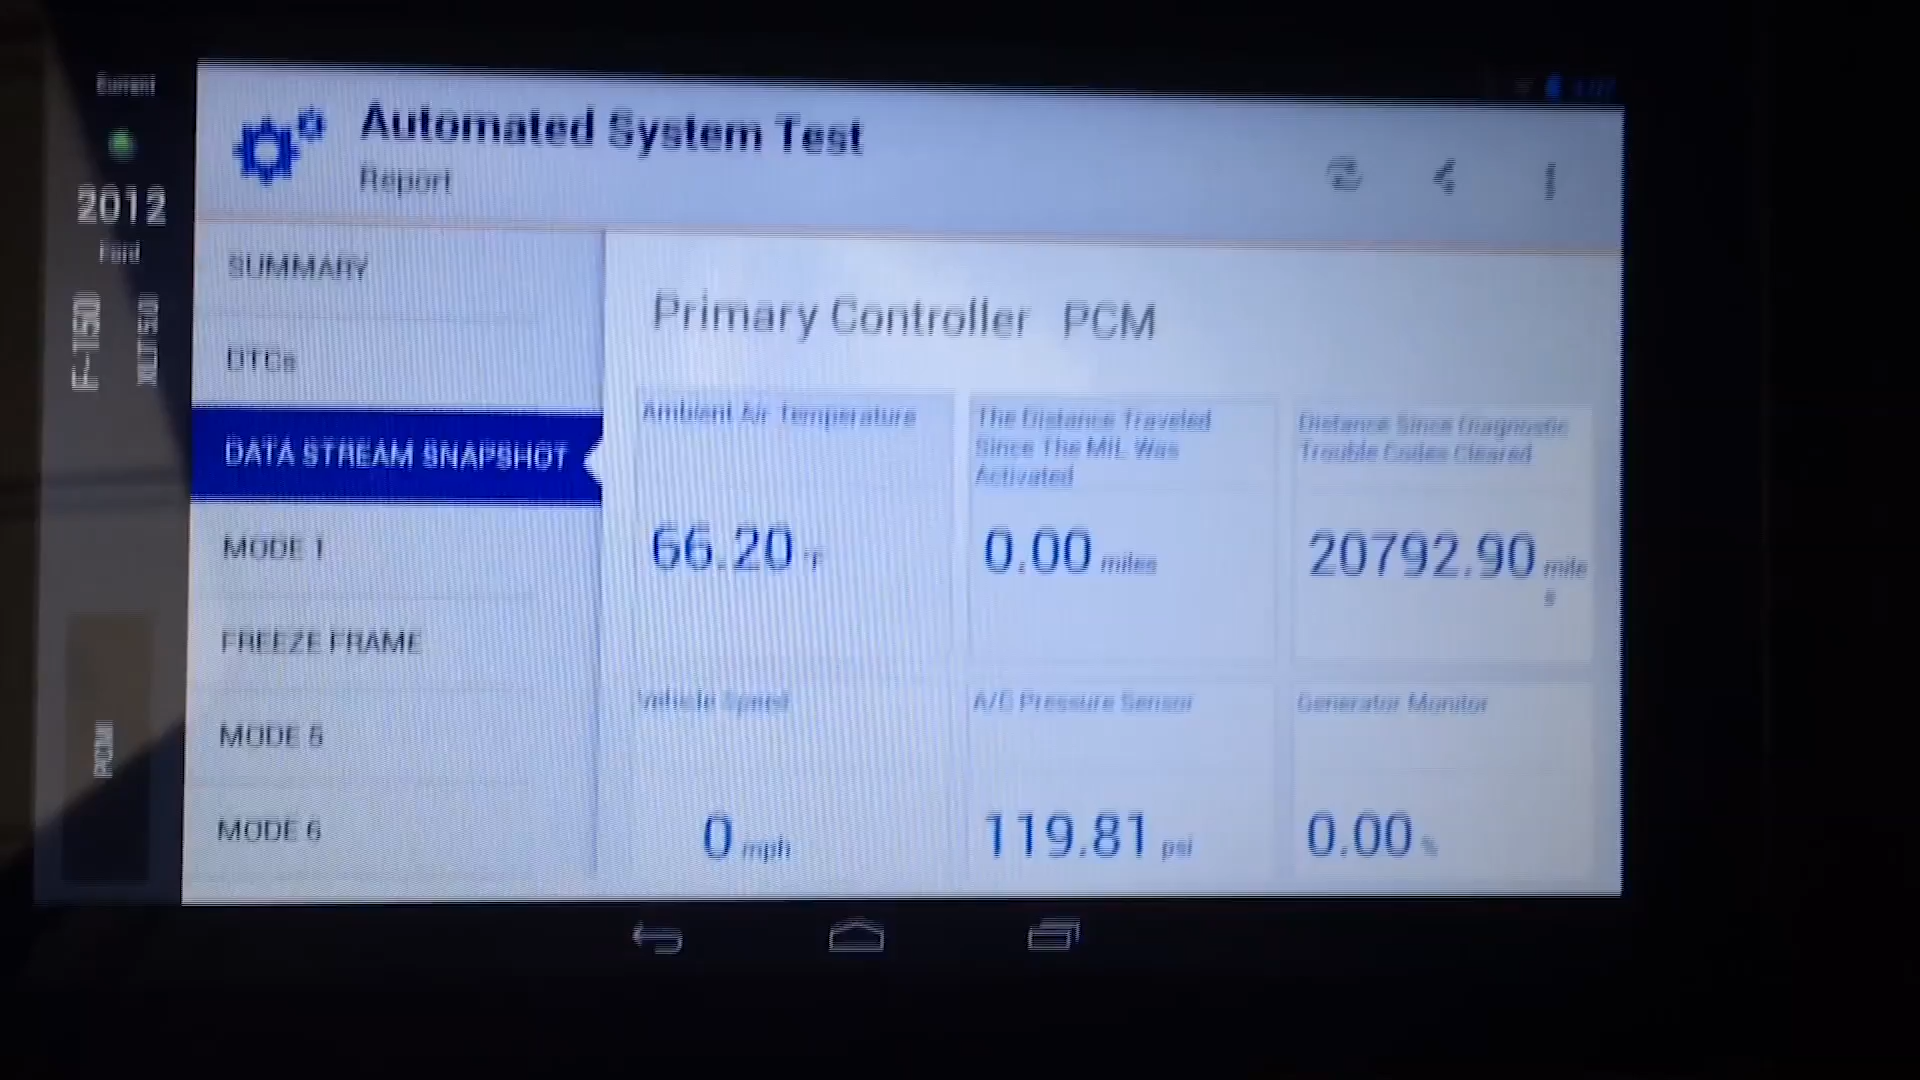 Current
2012
Ford
F-150
Automated System Test
Report
SUMMARY
DTCs
DATA STREAM SNAPSHOT
MODE 1
FREEZE FRAME
MODE 5
MODE 6
PCM
Primary Controller PCM
Ambient Air Temperature
66.20 °F
The Distance Traveled
Since The MIL Was
Activated
0.00 miles
Distance Since Diagnostic
Trouble Codes Cleared
20792.90 mile
s
Vehicle Speed
0 mph
A/C Pressure Sensor
119.81 psi
Generator Monitor
0.00 %